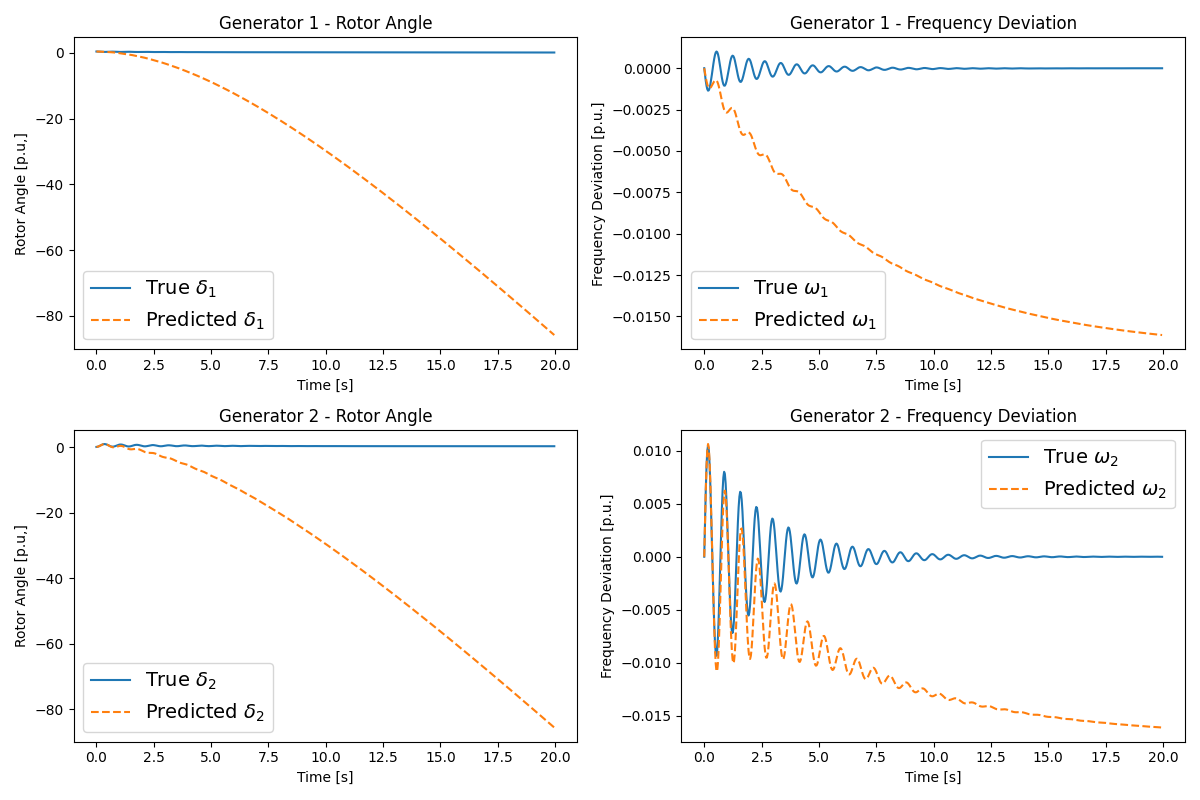 Generator 1 - Rotor Angle
Rotor Angle [p.u,]
0
−20
−40
−60
−80
True δ₁
Predicted δ₁
0.0 2.5 5.0 7.5 10.0 12.5 15.0 17.5 20.0
Time [s]
Generator 1 - Frequency Deviation
Frequency Deviation [p.u.]
0.0000
−0.0025
−0.0050
−0.0075
−0.0100
−0.0125
−0.0150
True ω₁
Predicted ω₁
0.0 2.5 5.0 7.5 10.0 12.5 15.0 17.5 20.0
Time [s]
Generator 2 - Rotor Angle
Rotor Angle [p.u,]
0
−20
−40
−60
−80
True δ₂
Predicted δ₂
0.0 2.5 5.0 7.5 10.0 12.5 15.0 17.5 20.0
Time [s]
Generator 2 - Frequency Deviation
Frequency Deviation [p.u.]
0.010
0.005
0.000
−0.005
−0.010
−0.015
True ω₂
Predicted ω₂
0.0 2.5 5.0 7.5 10.0 12.5 15.0 17.5 20.0
Time [s]